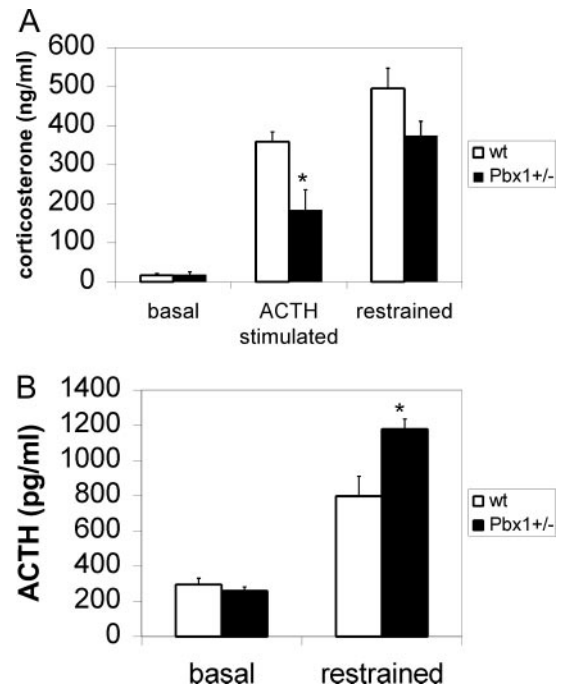 A
corticosterone (ng/ml)
600
500
400
300
200
100
0
*
basal
ACTH
stimulated
restrained
wt
Pbx1+/-
B
ACTH (pg/ml)
1400
1200
1000
800
600
400
200
0
*
basal
restrained
wt
Pbx1+/-